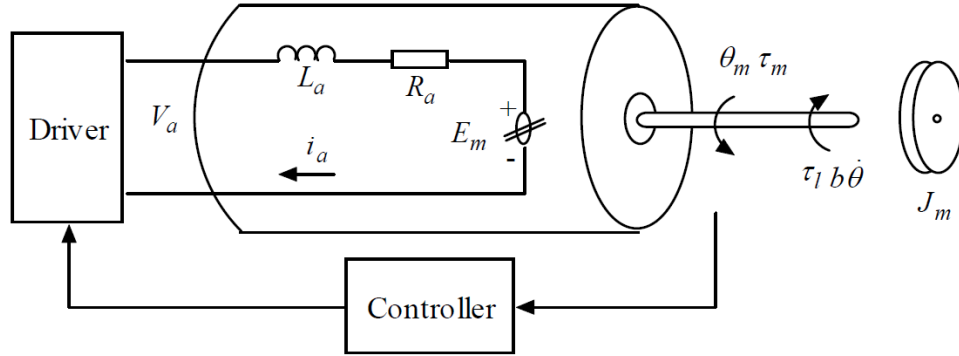 Driver
V_a
L_a
R_a
E_m
+
-
i_a
θ_m τ_m
τ_l bθ̇
J_m
Controller